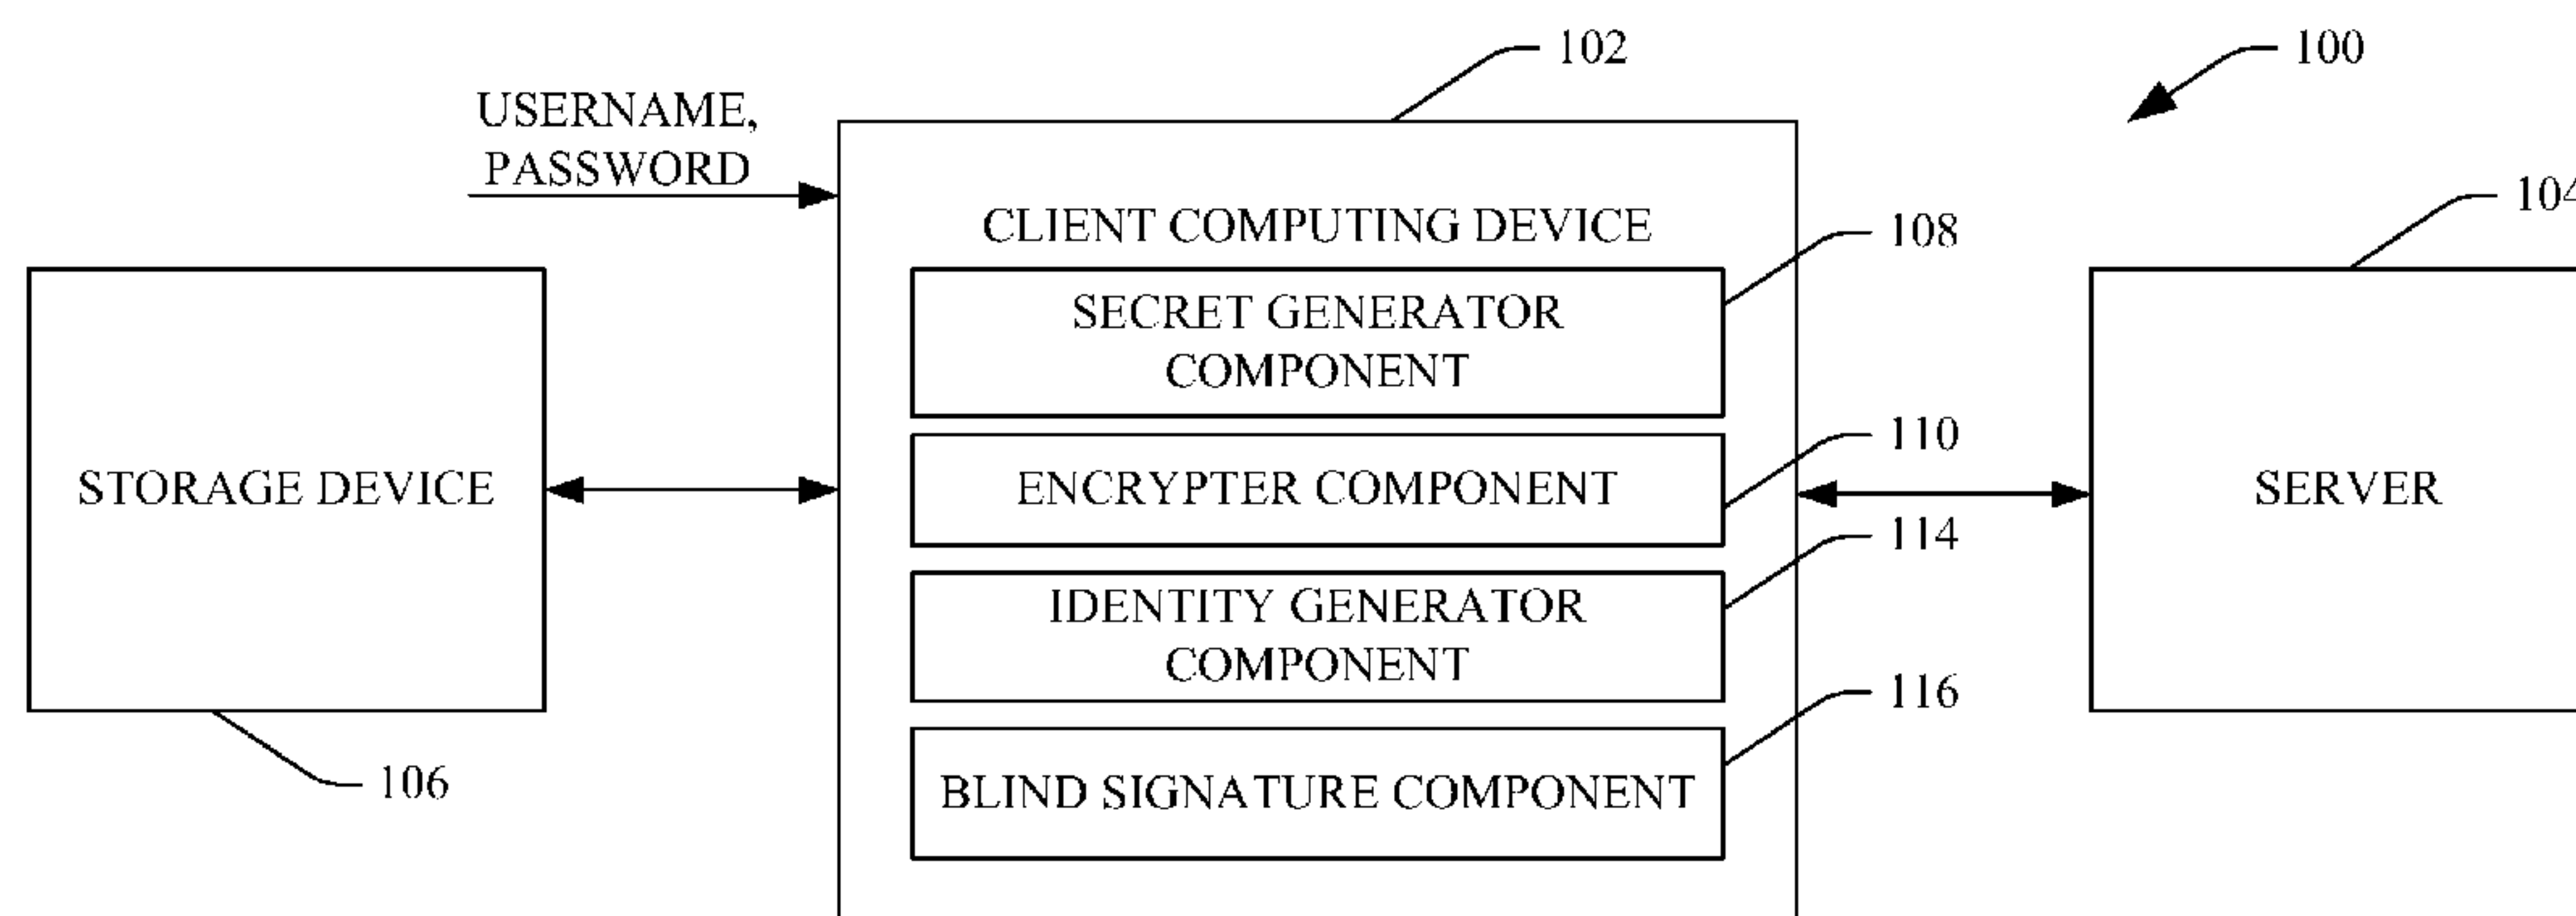 102
100
USERNAME,
PASSWORD
104
CLIENT COMPUTING DEVICE
108
SECRET GENERATOR
COMPONENT
110
STORAGE DEVICE
ENCRYPTER COMPONENT
SERVER
114
IDENTITY GENERATOR
COMPONENT
116
106
BLIND SIGNATURE COMPONENT